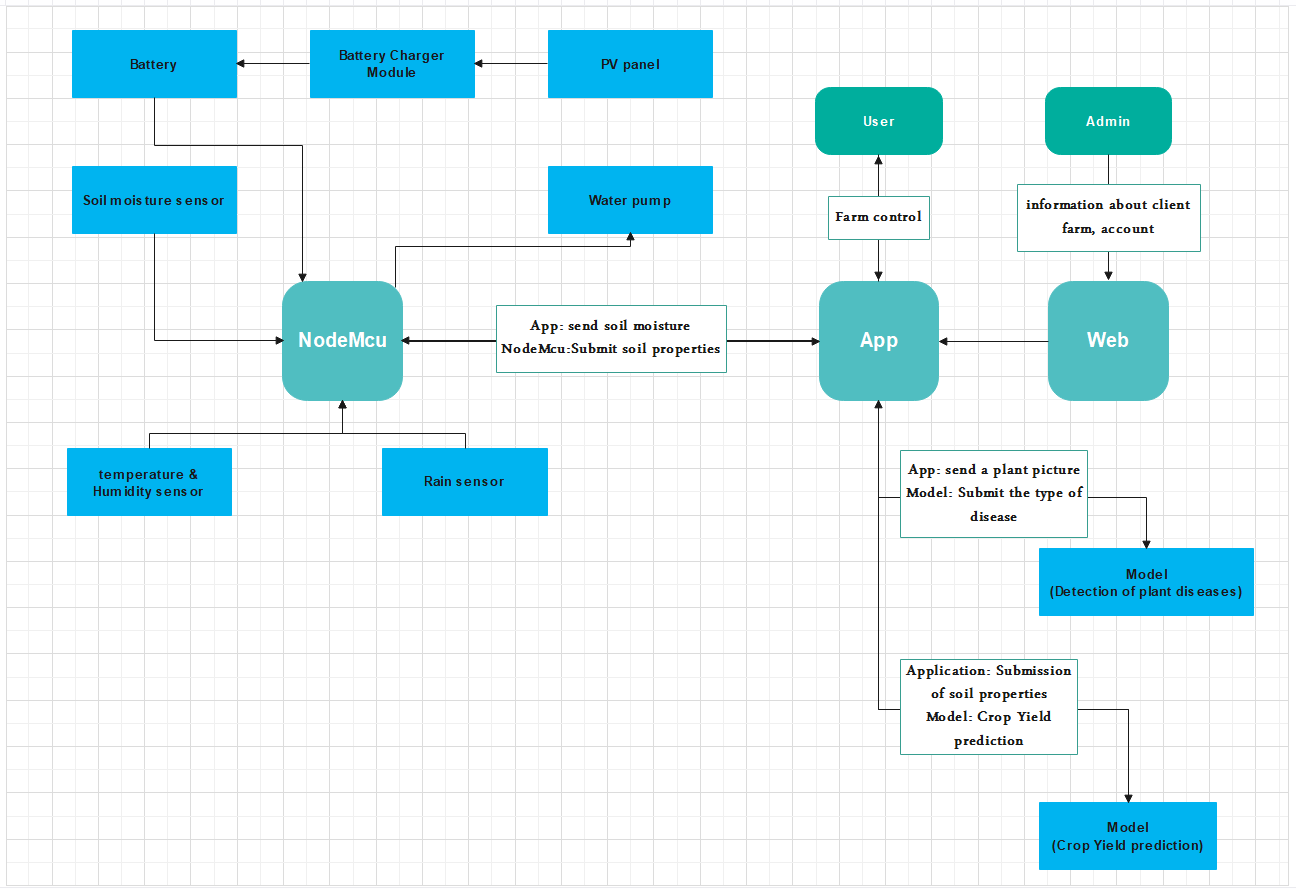 Battery
Battery Charger
Module
PV panel
User
Admin
Soil moisture sensor
Water pump
Farm control
information about client
farm, account
NodeMcu
App: send soil moisture
NodeMcu:Submit soil properties
App
Web
temperature &
Humidity sensor
Rain sensor
App: send a plant picture
Model: Submit the type of
disease
Model
(Detection of plant diseases)
Application: Submission
of soil properties
Model: Crop Yield
prediction
Model
(Crop Yield prediction)